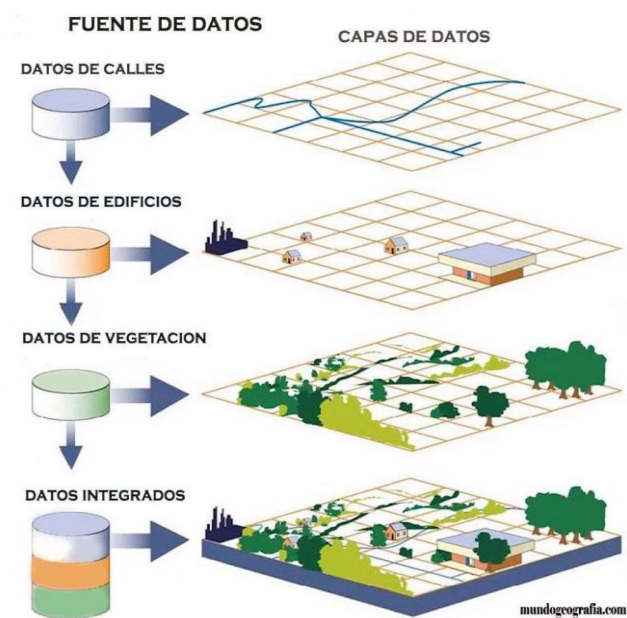 FUENTE DE DATOS
CAPAS DE DATOS
DATOS DE CALLES
DATOS DE EDIFICIOS
DATOS DE VEGETACION
DATOS INTEGRADOS
mundogeografia.com